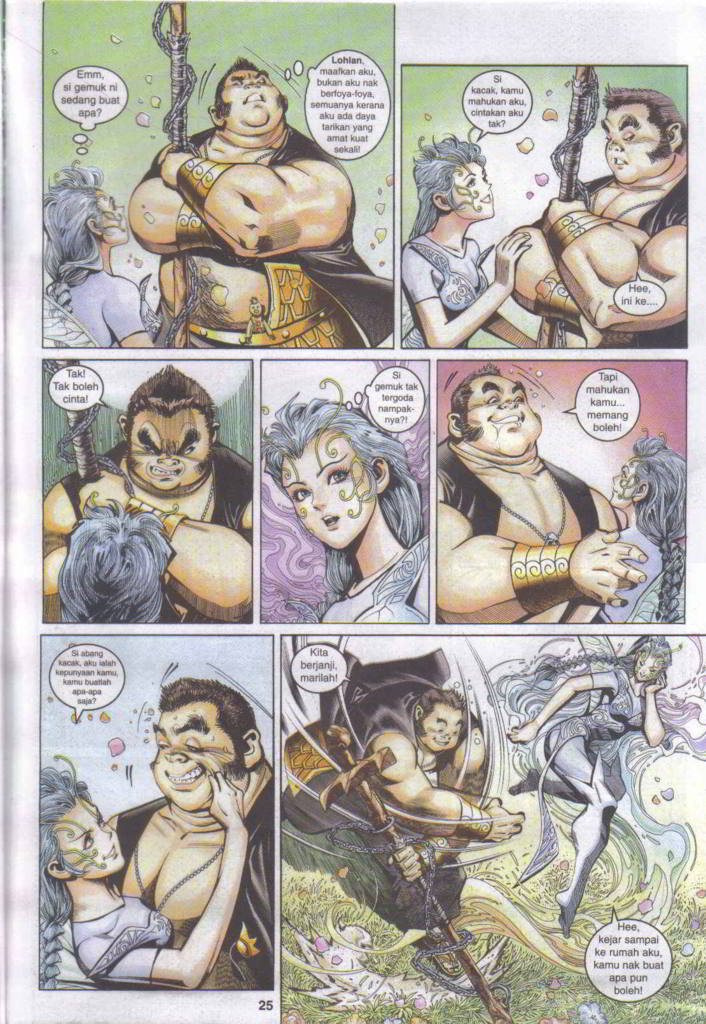 Emm,
si gemuk ni
sedang buat
apa?
Lohlan,
maafkan aku,
bukan aku nak
berfoya-foya,
semuanya kerana
aku ada daya
tarikan yang
amat kuat
sekali!
Si
kacak, kamu
mahukan aku,
cintakan aku
tak?
Hee,
ini ke....
Tak!
Tak boleh
cinta!
Si
gemuk tak
tergoda
nampak-
nya?!
Tapi
mahukan
kamu...
memang
boleh!
Si abang
kacak, aku ialah
kepunyaan kamu,
kamu buatlah
apa-apa
saja?
Kita
berjanji,
marilah!
Hee,
kejar sampai
ke rumah aku,
kamu nak buat
apa pun
boleh!
25